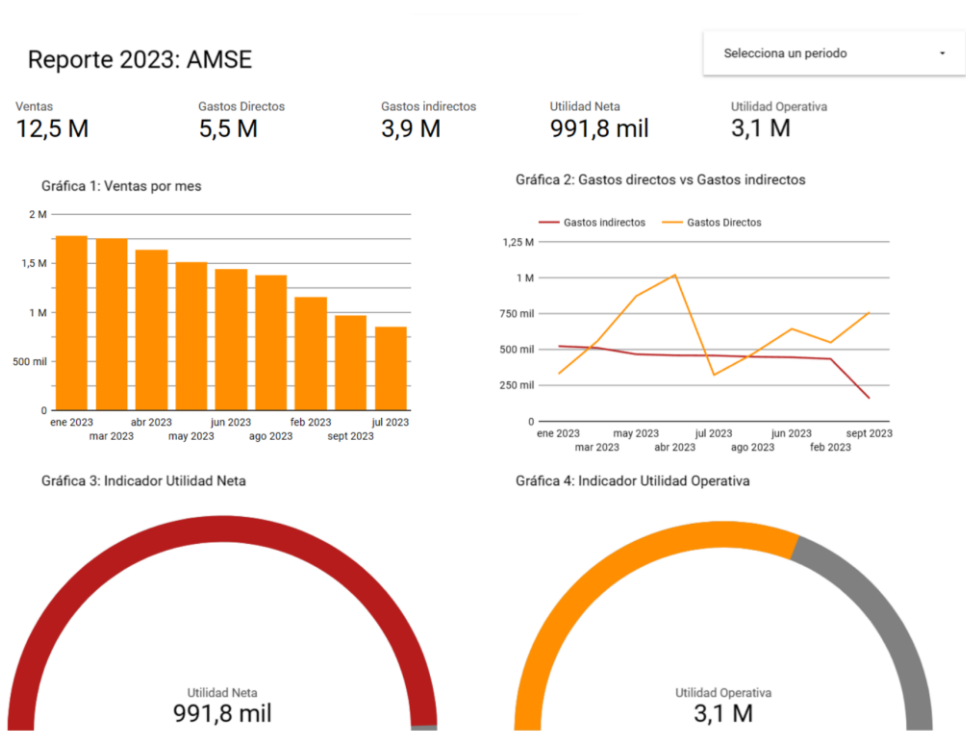 Reporte 2023: AMSE
Selecciona un periodo
Ventas
12,5 M
Gastos Directos
5,5 M
Gastos indirectos
3,9 M
Utilidad Neta
991,8 mil
Utilidad Operativa
3,1 M
Gráfica 1: Ventas por mes
2 M
1,5 M
1 M
500 mil
0
ene 2023
mar 2023
abr 2023
may 2023
jun 2023
ago 2023
feb 2023
sept 2023
jul 2023
Gráfica 2: Gastos directos vs Gastos indirectos
Gastos indirectos
Gastos Directos
1,25 M
1 M
750 mil
500 mil
250 mil
0
ene 2023
mar 2023
may 2023
abr 2023
jul 2023
ago 2023
jun 2023
feb 2023
sept 2023
Gráfica 3: Indicador Utilidad Neta
Utilidad Neta
991,8 mil
Gráfica 4: Indicador Utilidad Operativa
Utilidad Operativa
3,1 M